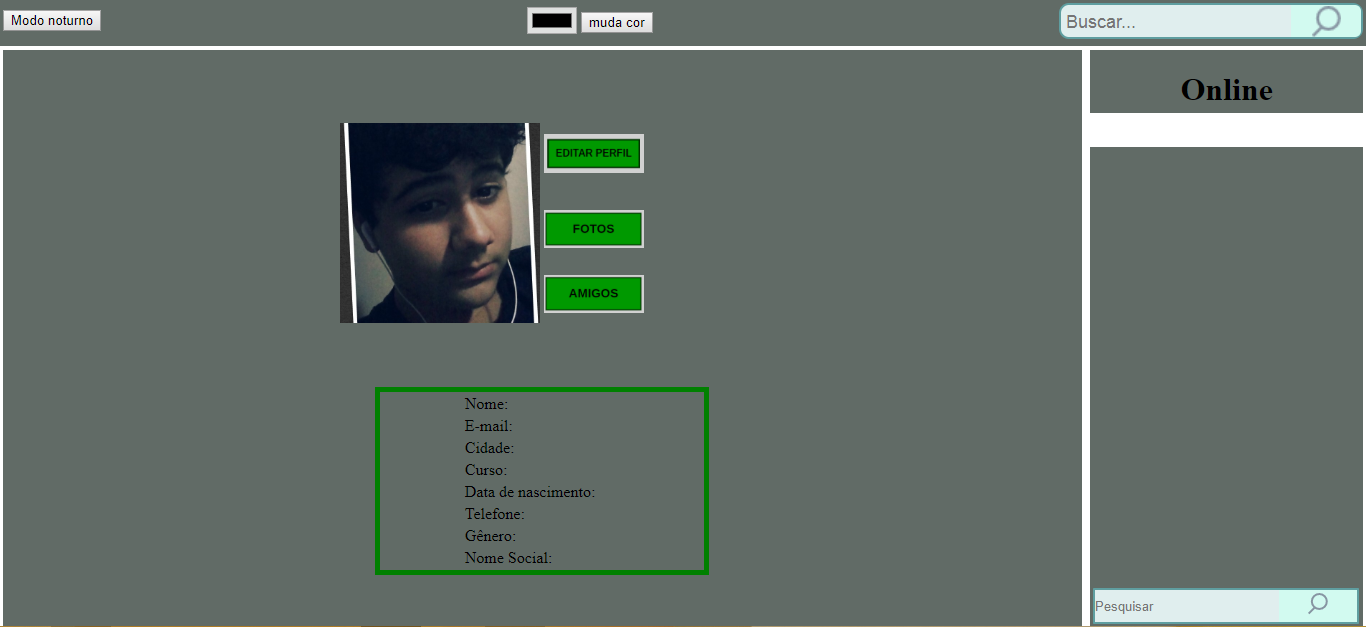 Modo noturno
muda cor
Buscar...
Online
EDITAR PERFIL
FOTOS
AMIGOS
Nome:
E-mail:
Cidade:
Curso:
Data de nascimento:
Telefone:
Gênero:
Nome Social:
Pesquisar